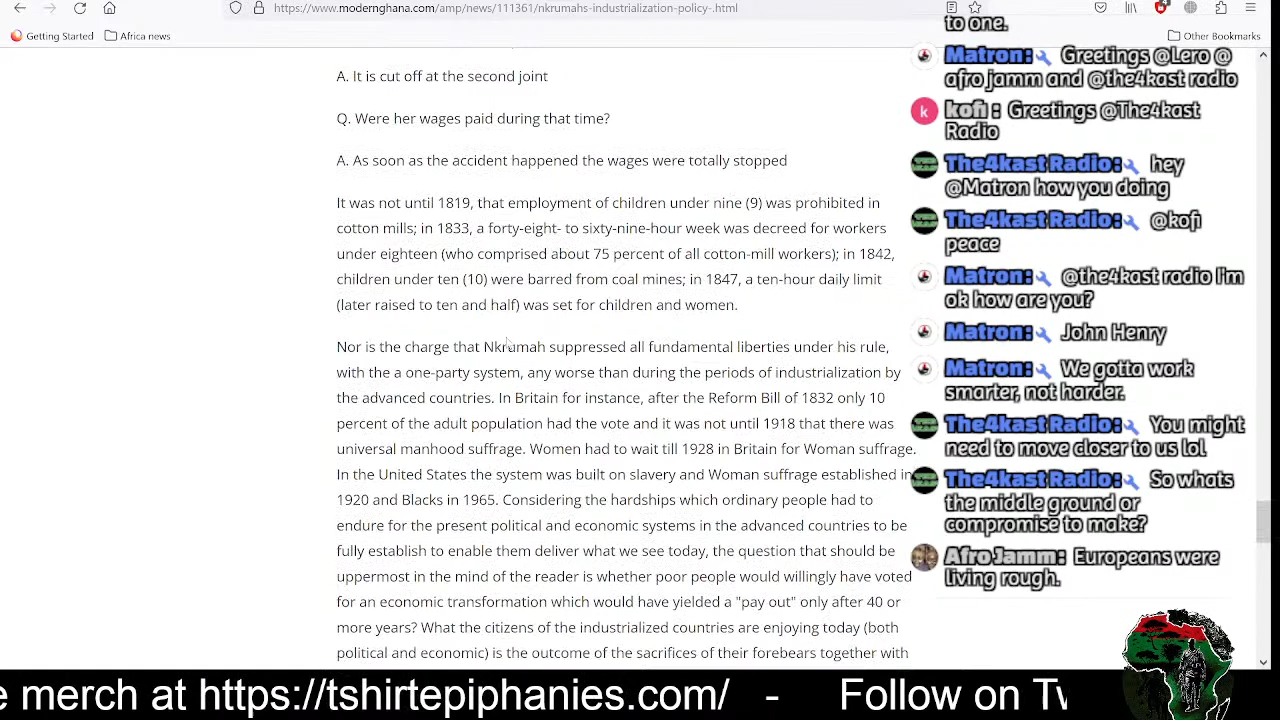 https://www.modernghana.com/amp/news/111361/nkrumahs-industrialization-policy-.html
Getting Started
Africa news
Other Bookmarks
A. It is cut off at the second joint
Q. Were her wages paid during that time?
A. As soon as the accident happened the wages were totally stopped
It was not until 1819, that employment of children under nine (9) was prohibited in
cotton mills. In 1833, a forty-eight- to sixty-nine-hour week was decreed for workers
under eighteen (who comprised about 75 percent of all cotton-mill workers); in 1842,
children under ten (10) were barred from coal mines; in 1847, a ten-hour daily limit
(later raised to ten and half) was set for children and women.
Nor is the charge that Nkrumah suppressed all fundamental liberties under his rule,
with the a one-party system, any worse than during the periods of industrialization by
the advanced countries. In Britain for instance, after the Reform Bill of 1832 only 10
percent of the adult population had the vote and it was not until 1918 that there was
universal manhood suffrage. Women had to wait till 1928 in Britain for Woman suffrage.
In the United States the system was built on slavery and Woman suffrage established in
1920 and Blacks in 1965. Considering the hardships which ordinary people had to
endure for the present political and economic systems in the advanced countries to be
fully establish to enable them deliver what we see today, the question that should be
uppermost in the mind of the reader is whether poor people would willingly have voted
for an economic transformation which would have yielded a "pay out" only after 40 or
more years? What the citizens of the industrialized countries are enjoying today (both
political and economic) is the outcome of the sacrifices of their forebears together with
to one.
Matron: Greetings @Lero @
afro jamm and @the4kast radio
k
kofi : Greetings @The4kast
Radio
The4kast Radio: hey
@Matron how you doing
The4kast Radio: @kofi
peace
Matron: @the4kast radio I'm
ok how are you?
Matron: John Henry
Matron: We gotta work
smarter, not harder.
The4kast Radio: You might
need to move closer to us lol
The4kast Radio: So whats
the middle ground or
compromise to make?
Afro Jamm: Europeans were
living rough.
e merch at https://tshirtepiphanies.com/ - Follow on Tw